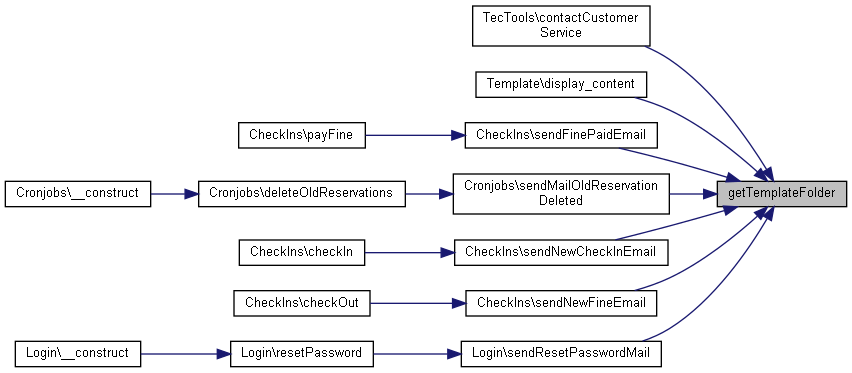 TecTools\contactCustomer
Service
Template\display_content
CheckIns\payFine
CheckIns\sendFinePaidEmail
Cronjobs\__construct
Cronjobs\deleteOldReservations
Cronjobs\sendMailOldReservation
Deleted
getTemplateFolder
CheckIns\checkIn
CheckIns\sendNewCheckInEmail
CheckIns\checkOut
CheckIns\sendNewFineEmail
Login\__construct
Login\resetPassword
Login\sendResetPasswordMail